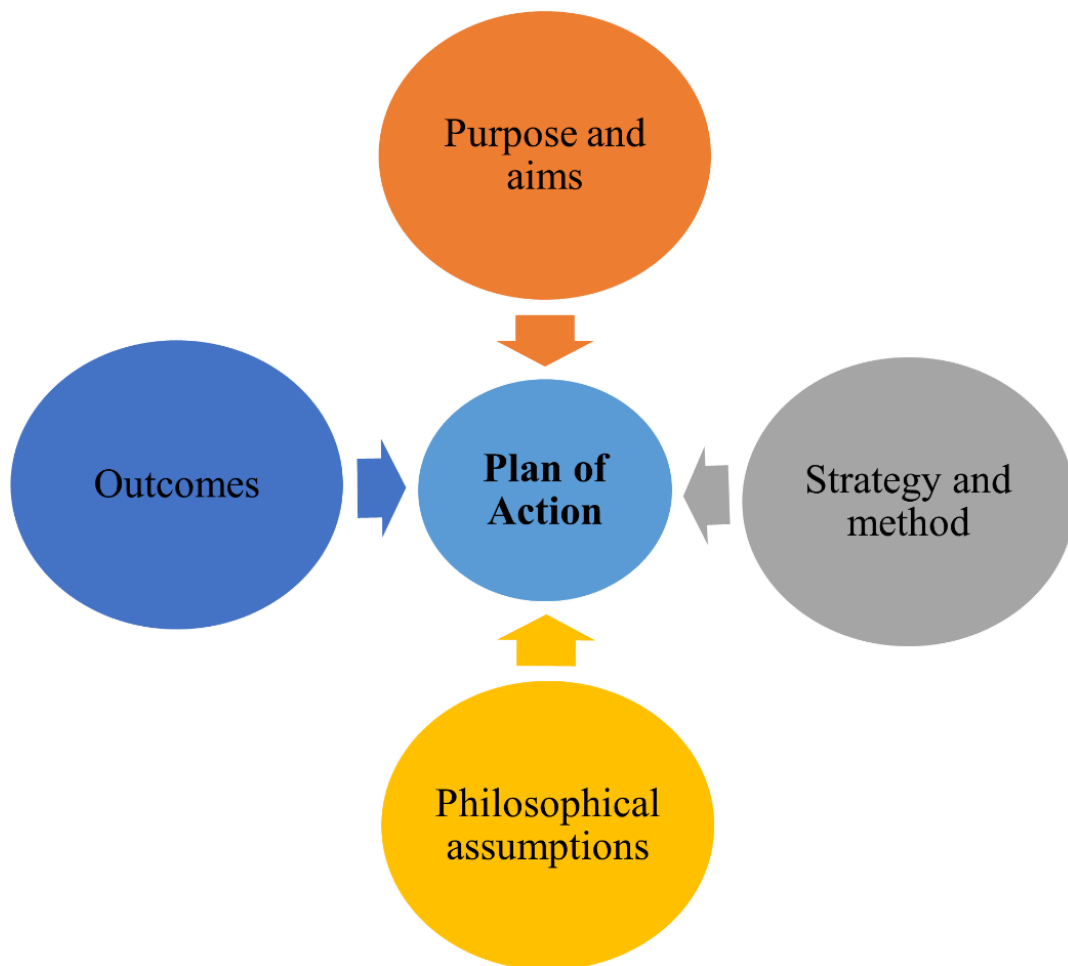 Purpose and
aims
Outcomes
Plan of
Action
Strategy and
method
Philosophical
assumptions